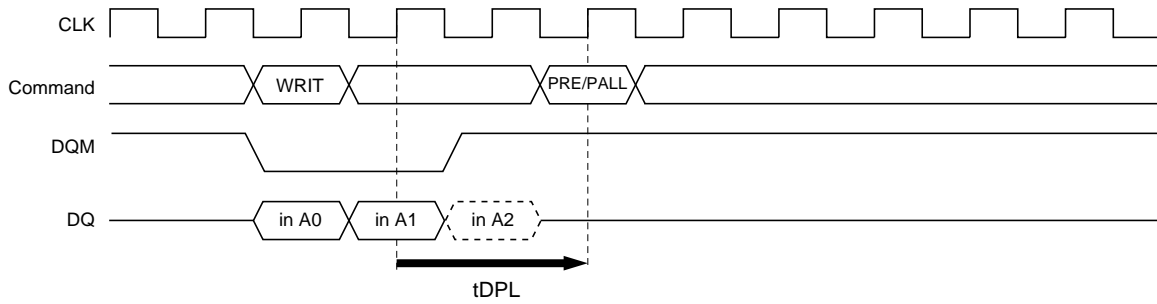 CLK
Command WRIT PRE/PALL
DQM
DQ in A0 in A1 in A2
tDPL